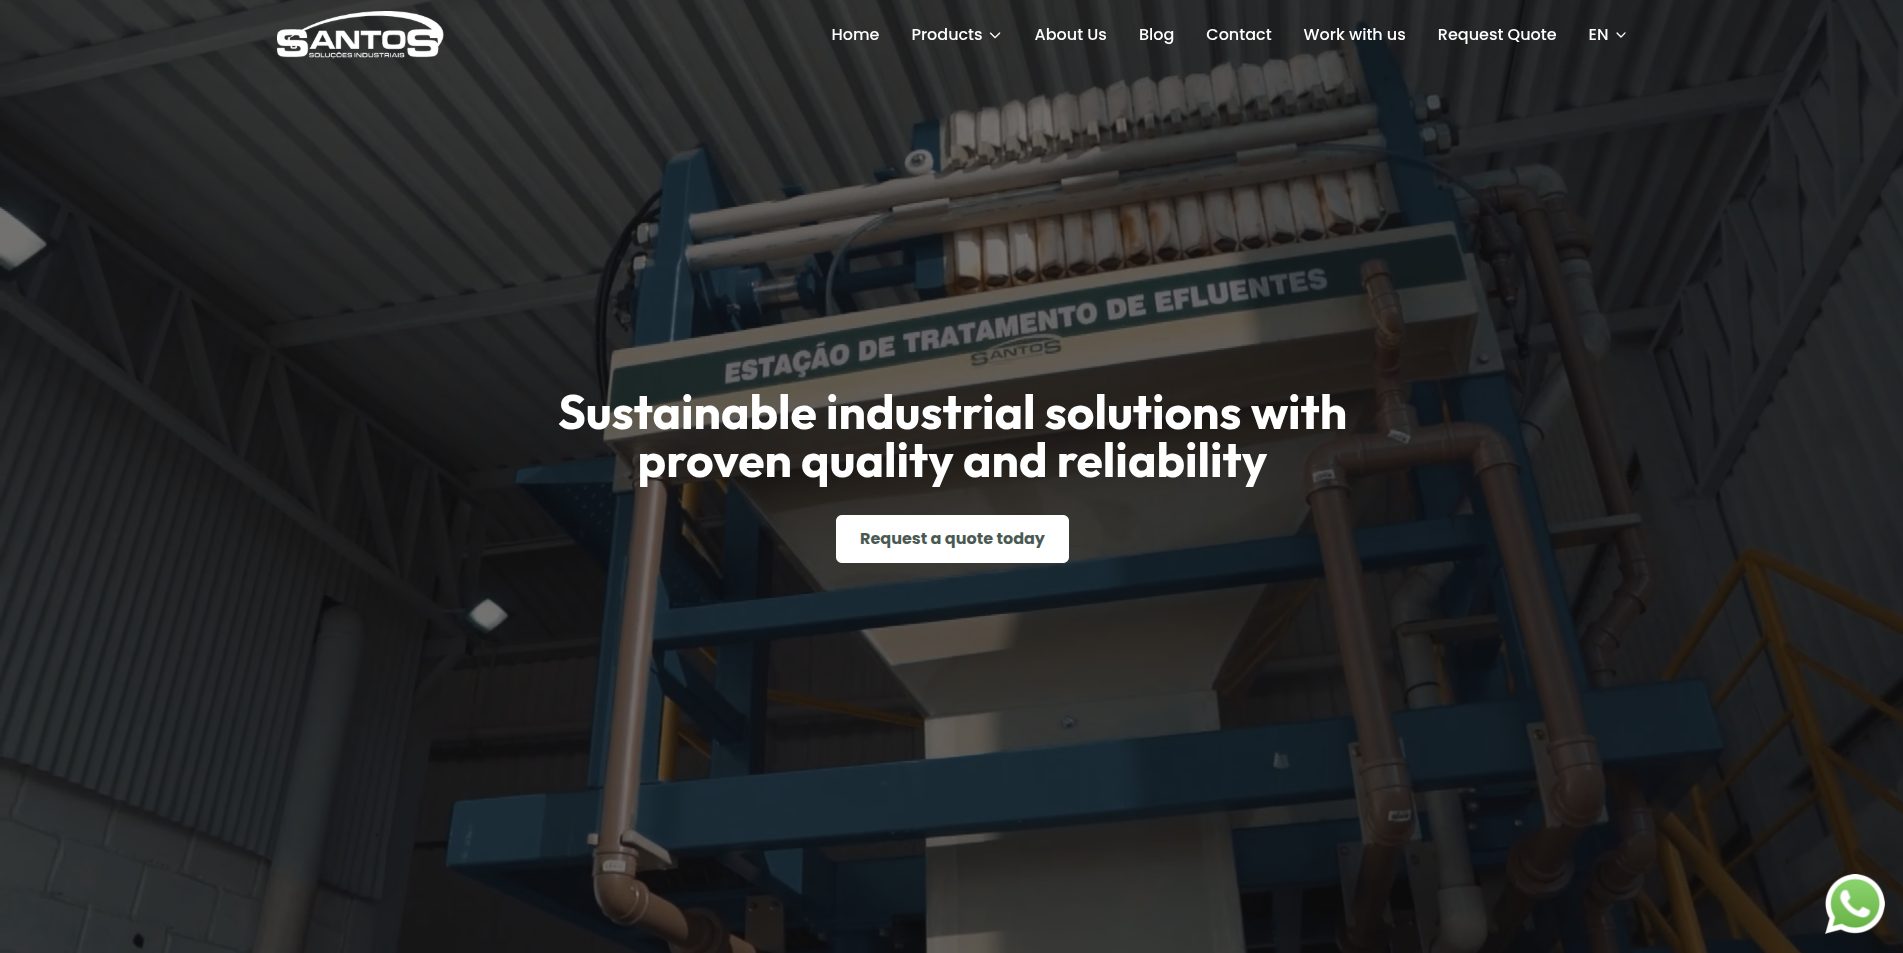 SANTOS
SOLUÇÕES INDUSTRIAIS
Home
Products
About Us
Blog
Contact
Work with us
Request Quote
EN
ESTAÇÃO DE TRATAMENTO DE EFLUENTES
SANTOS
Sustainable industrial solutions with
proven quality and reliability
Request a quote today